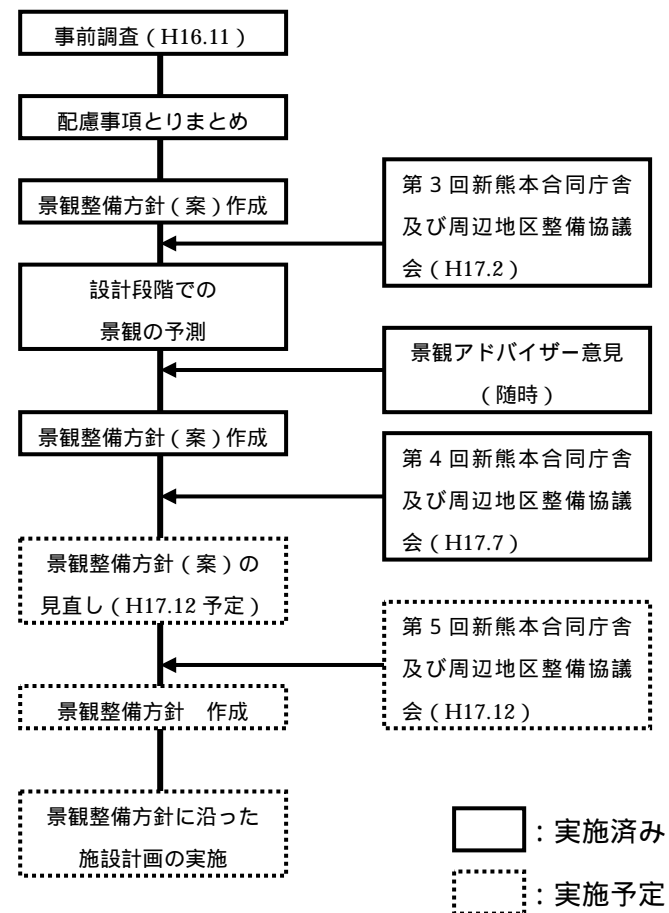 事前調査（H16.11）
配慮事項とりまとめ
景観整備方針（案）作成
第３回新熊本合同庁舎
及び周辺地区整備協議
会（H17.2）
設計段階での
景観の予測
景観アドバイザー意見
（随時）
景観整備方針（案）作成
第４回新熊本合同庁舎
及び周辺地区整備協議
会（H17.7）
景観整備方針（案）の
見直し（H17.12 予定）
第５回新熊本合同庁舎
及び周辺地区整備協議
会（H17.12）
景観整備方針　作成
景観整備方針に沿った
施設計画の実施
：実施済み
：実施予定